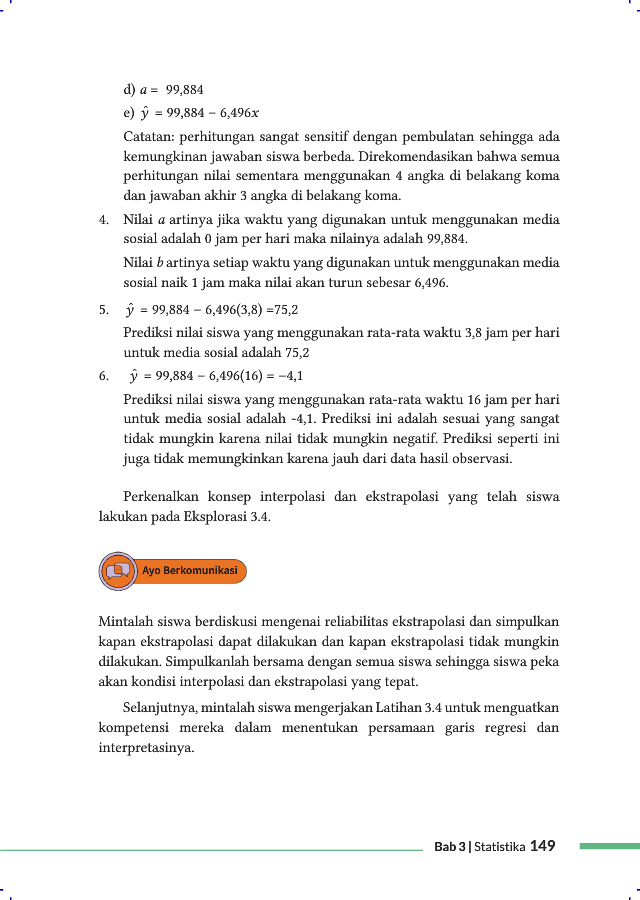 d) a = 99,884
e) ŷ = 99,884 – 6,496x
Catatan: perhitungan sangat sensitif dengan pembulatan sehingga ada
kemungkinan jawaban siswa berbeda. Direkomendasikan bahwa semua
perhitungan nilai sementara menggunakan 4 angka di belakang koma
dan jawaban akhir 3 angka di belakang koma.
4. Nilai a artinya jika waktu yang digunakan untuk menggunakan media
sosial adalah 0 jam per hari maka nilainya adalah 99,884.
Nilai b artinya setiap waktu yang digunakan untuk menggunakan media
sosial naik 1 jam maka nilai akan turun sebesar 6,496.
5. ŷ = 99,884 – 6,496(3,8) =75,2
Prediksi nilai siswa yang menggunakan rata-rata waktu 3,8 jam per hari
untuk media sosial adalah 75,2
6. ŷ = 99,884 – 6,496(16) = –4,1
Prediksi nilai siswa yang menggunakan rata-rata waktu 16 jam per hari
untuk media sosial adalah -4,1. Prediksi ini adalah sesuai yang sangat
tidak mungkin karena nilai tidak mungkin negatif. Prediksi seperti ini
juga tidak memungkinkan karena jauh dari data hasil observasi.
Perkenalkan konsep interpolasi dan ekstrapolasi yang telah siswa
lakukan pada Eksplorasi 3.4.
Ayo Berkomunikasi
Mintalah siswa berdiskusi mengenai reliabilitas ekstrapolasi dan simpulkan
kapan ekstrapolasi dapat dilakukan dan kapan ekstrapolasi tidak mungkin
dilakukan. Simpulkanlah bersama dengan semua siswa sehingga siswa peka
akan kondisi interpolasi dan ekstrapolasi yang tepat.
Selanjutnya, mintalah siswa mengerjakan Latihan 3.4 untuk menguatkan
kompetensi mereka dalam menentukan persamaan garis regresi dan
interpretasinya.
Bab 3 | Statistika 149